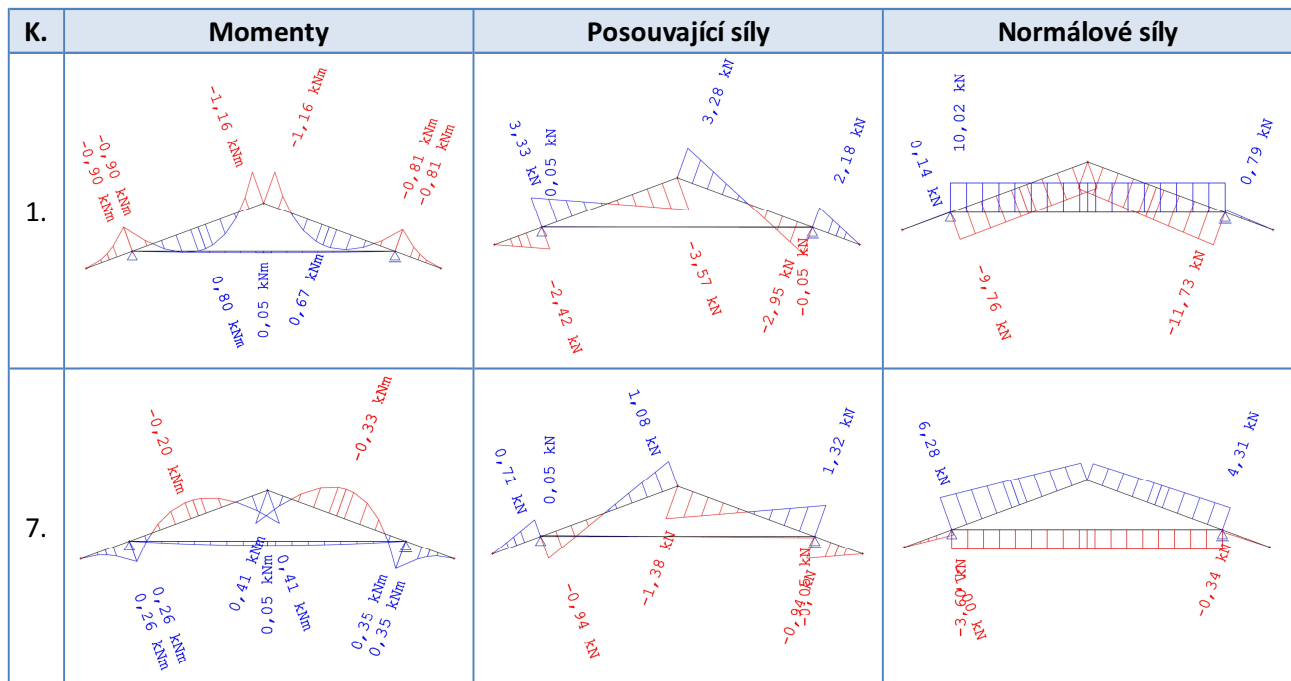 K.
Momenty
Posouvající síly
Normálové síly
1.
-0,90 kNm
-0,90 kNm
-1,16 kNm
-1,16 kNm
-0,81 kNm
-0,81 kNm
0,80 kNm
0,05 kNm
0,67 kNm
3,33 kN
0,05 kN
3,28 kN
2,18 kN
-2,42 kN
-3,57 kN
-2,95 kN
-0,05 kN
0,14 kN
10,02 kN
0,79 kN
-9,76 kN
-11,73 kN
7.
-0,20 kNm
-0,33 kNm
0,26 kNm
0,26 kNm
0,41 kNm
0,05 kNm
0,41 kNm
0,35 kNm
0,35 kNm
0,71 kN
0,05 kN
1,08 kN
1,32 kN
-0,94 kN
-1,38 kN
6,28 kN
4,31 kN
-0,34 kN